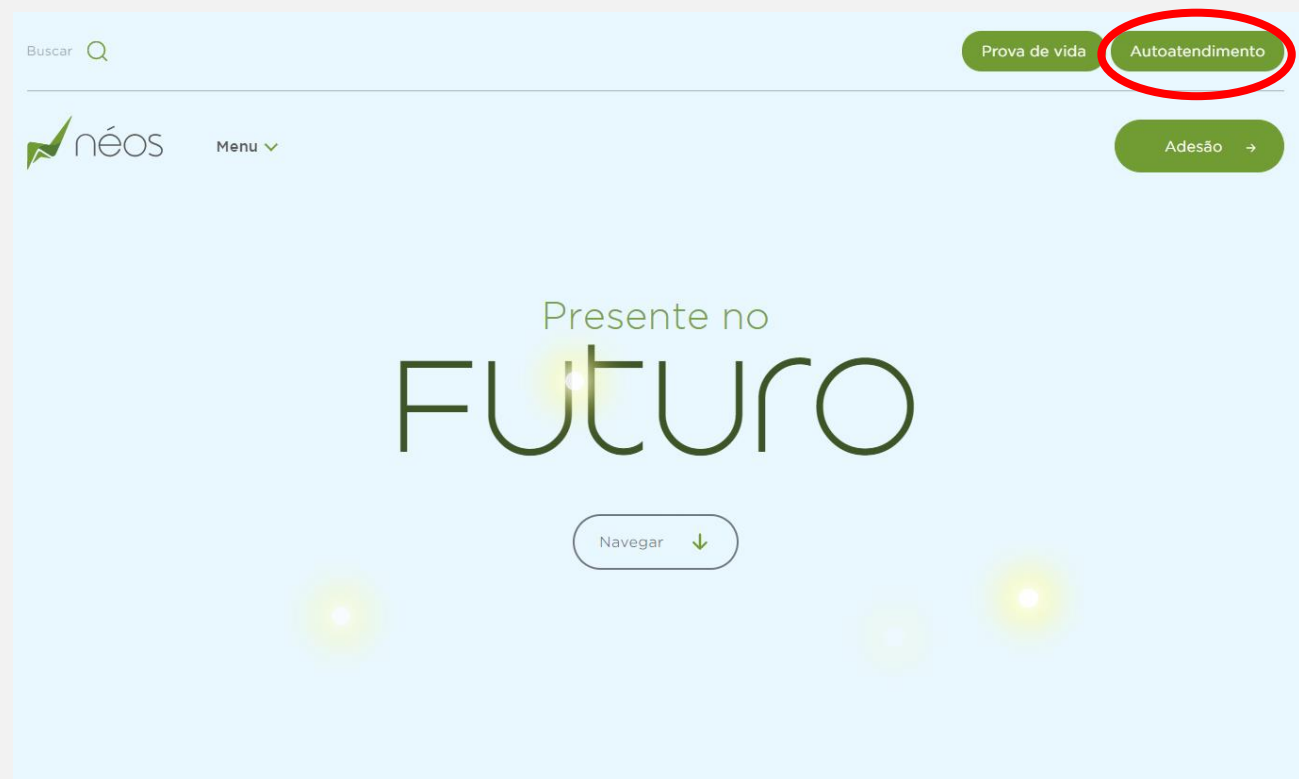 Buscar
Prova de vida
Autoatendimento
néos
Menu
Adesão →
Presente no
Futuro
Navegar ↓